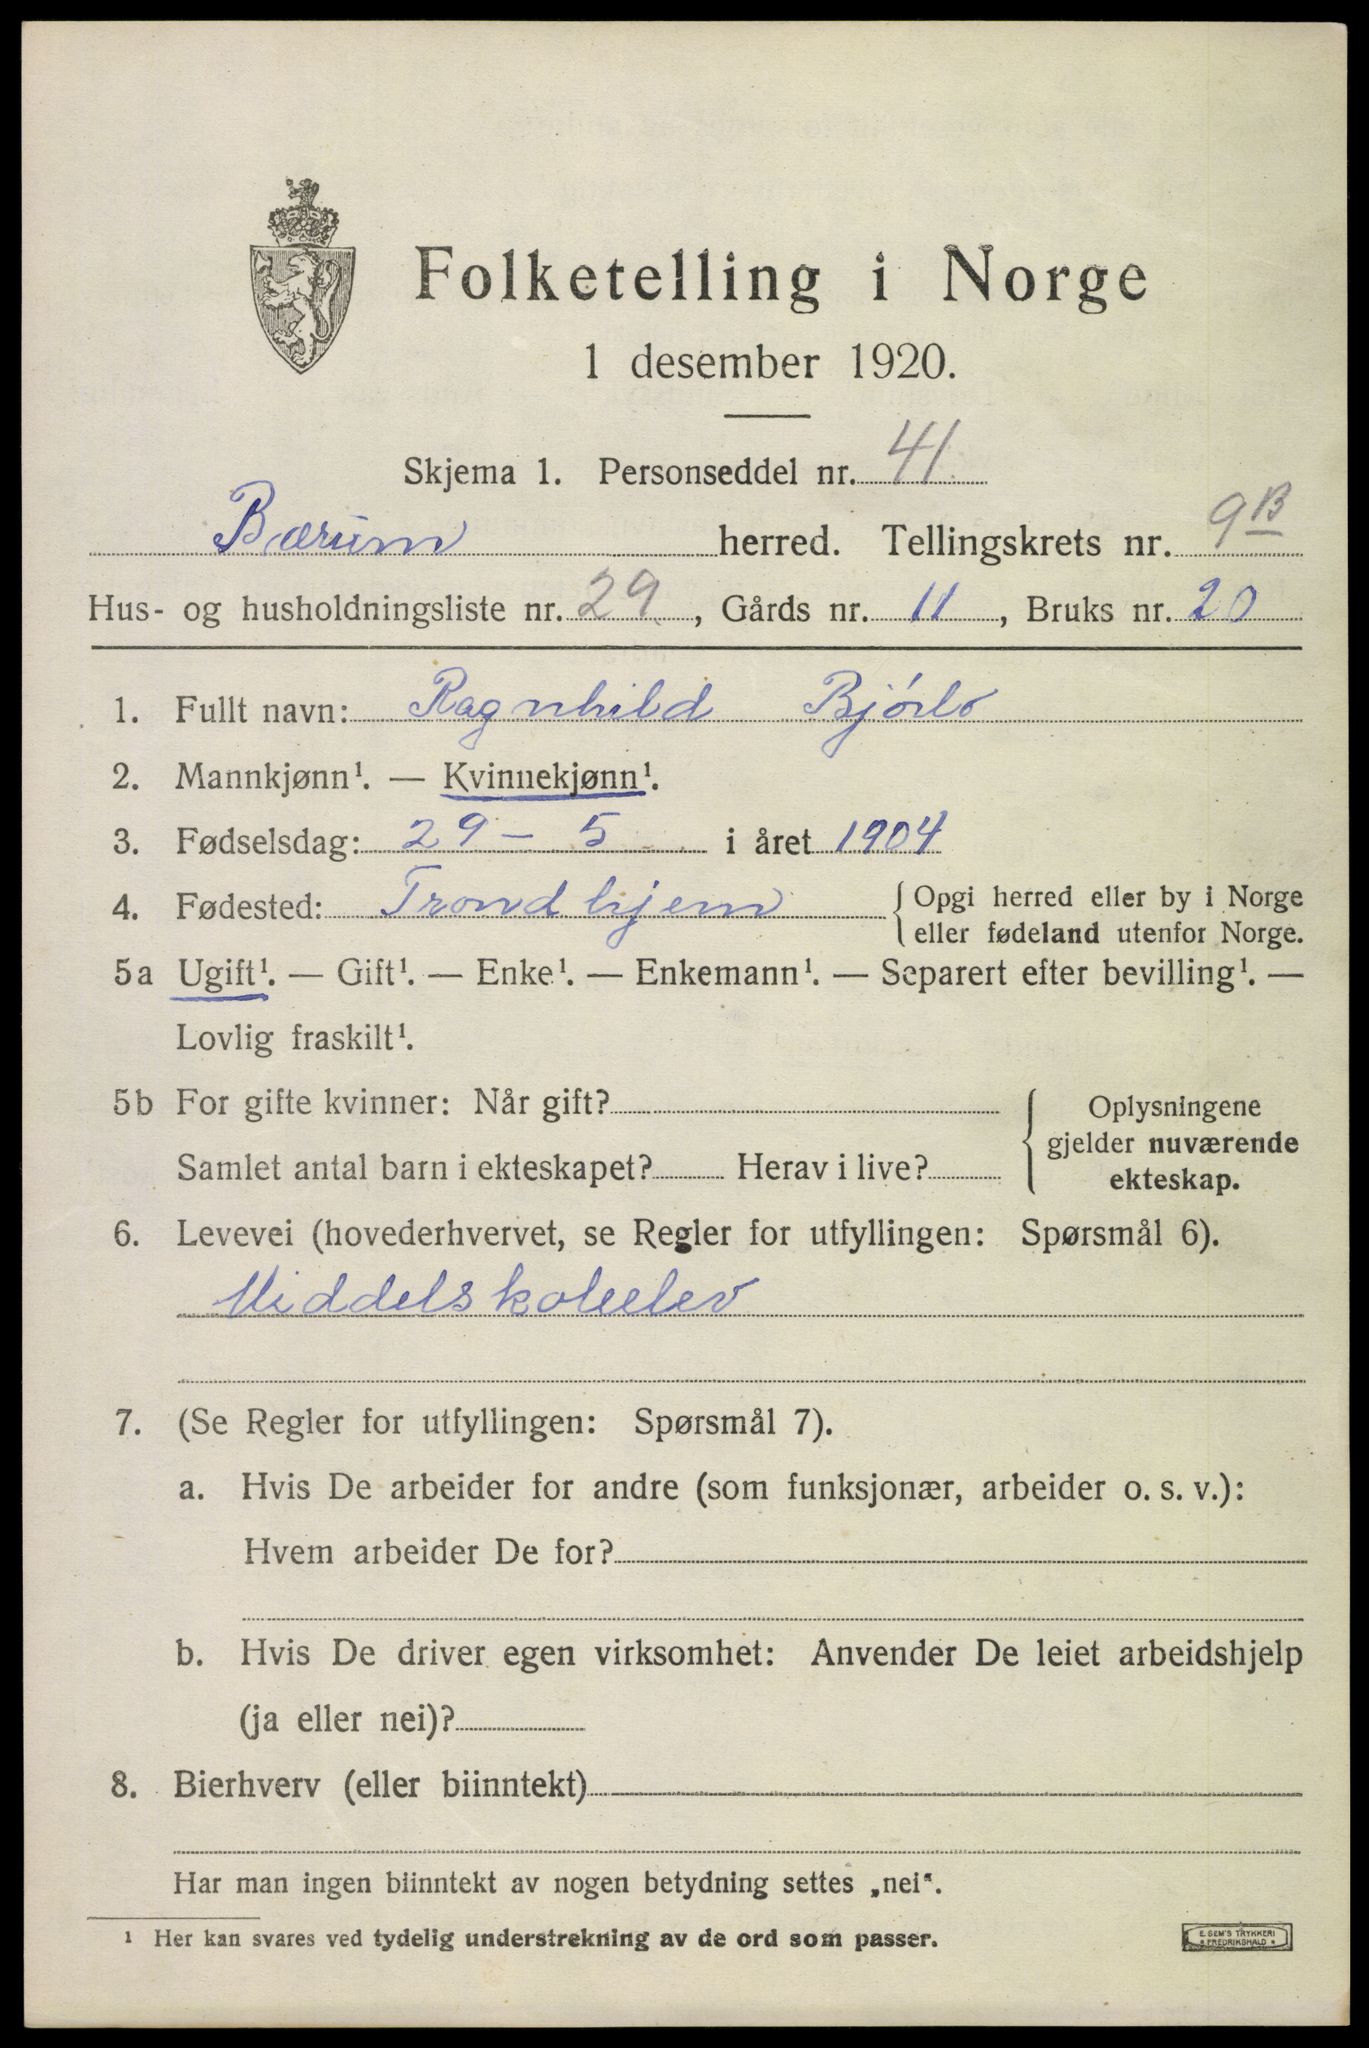 Folketelling i Norge
1 desember 1920.
Skjema 1. Personseddel nr. 41
Bærum herred. Tellingskrets nr. 9B
Hus- og husholdningsliste nr. 29, Gårds nr. 11, Bruks nr. 20
1. Fullt navn: Ragnhild Bjórlo
2. Mannkjønn¹. — Kvinnekjønn¹.
3. Fødselsdag: 29 – 5 i året 1904
4. Fødested: Trondhjem { Opgi herred eller by i Norge
eller fødeland utenfor Norge.
5a Ugift¹. — Gift¹. — Enke¹. — Enkemann¹. — Separert efter bevilling¹. —
Lovlig fraskilt¹.
5b For gifte kvinner: Når gift?
Samlet antal barn i ekteskapet? Herav i live?
Oplysningene
gjelder nuværende
ekteskap.
6. Levevei (hovederhvervet, se Regler for utfyllingen: Spørsmål 6).
Middelskoleelev
7. (Se Regler for utfyllingen: Spørsmål 7).
a. Hvis De arbeider for andre (som funksjonær, arbeider o. s. v.):
Hvem arbeider De for?
b. Hvis De driver egen virksomhet: Anvender De leiet arbeidshjelp
(ja eller nei)?
8. Bierhverv (eller biinntekt)
Har man ingen biinntekt av nogen betydning settes „nei“.
¹ Her kan svares ved tydelig understrekning av de ord som passer.
E. SEM'S TRYKKERI
FREDRIKSHALD